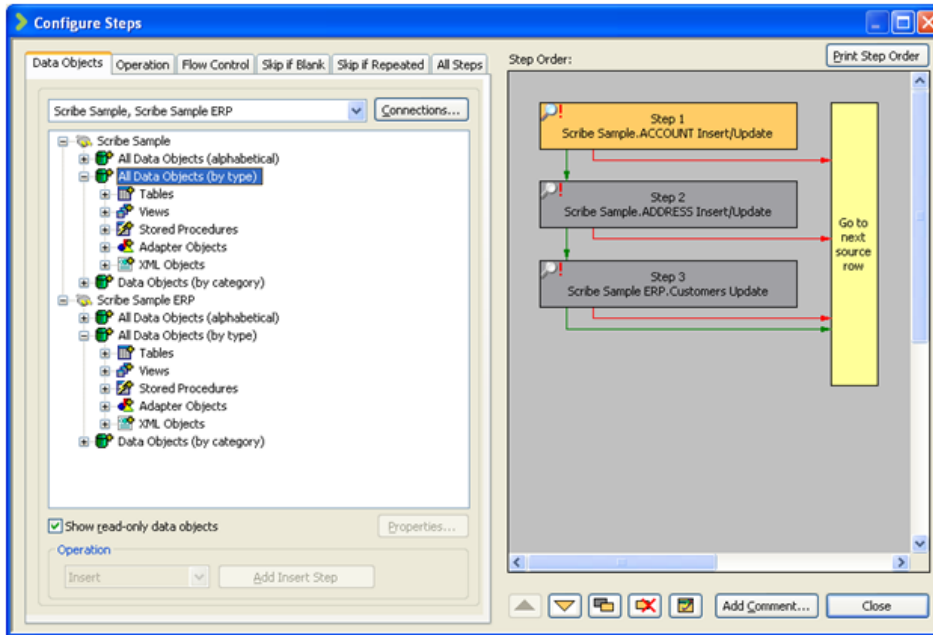 Configure Steps
Data Objects
Operation
Flow Control
Skip if Blank
Skip if Repeated
All Steps
Scribe Sample, Scribe Sample ERP
Connections...
Scribe Sample
All Data Objects (alphabetical)
All Data Objects (by type)
Tables
Views
Stored Procedures
Adapter Objects
XML Objects
Data Objects (by category)
Scribe Sample ERP
All Data Objects (alphabetical)
All Data Objects (by type)
Tables
Views
Stored Procedures
Adapter Objects
XML Objects
Data Objects (by category)
Show read-only data objects
Properties...
Operation
Insert
Add Insert Step
Step Order:
Print Step Order
Step 1
Scribe Sample.ACCOUNT Insert/Update
Step 2
Scribe Sample.ADDRESS Insert/Update
Step 3
Scribe Sample ERP.Customers Update
Go to
next
source
row
Add Comment...
Close